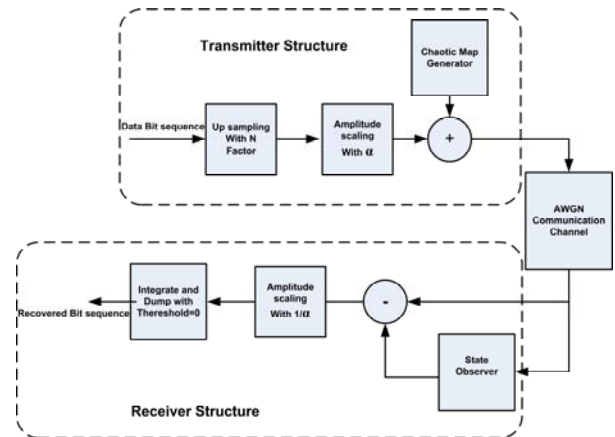 Transmitter Structure
Chaotic Map
Generator
Data Bit sequence
Up sampling
With N
Factor
Amplitude
scaling
With α
+
AWGN
Communication
Channel
Integrate and
Dump with
Thereshold=0
Amplitude
scaling
With 1/α
-
Recovered Bit sequence
State
Observer
Receiver Structure